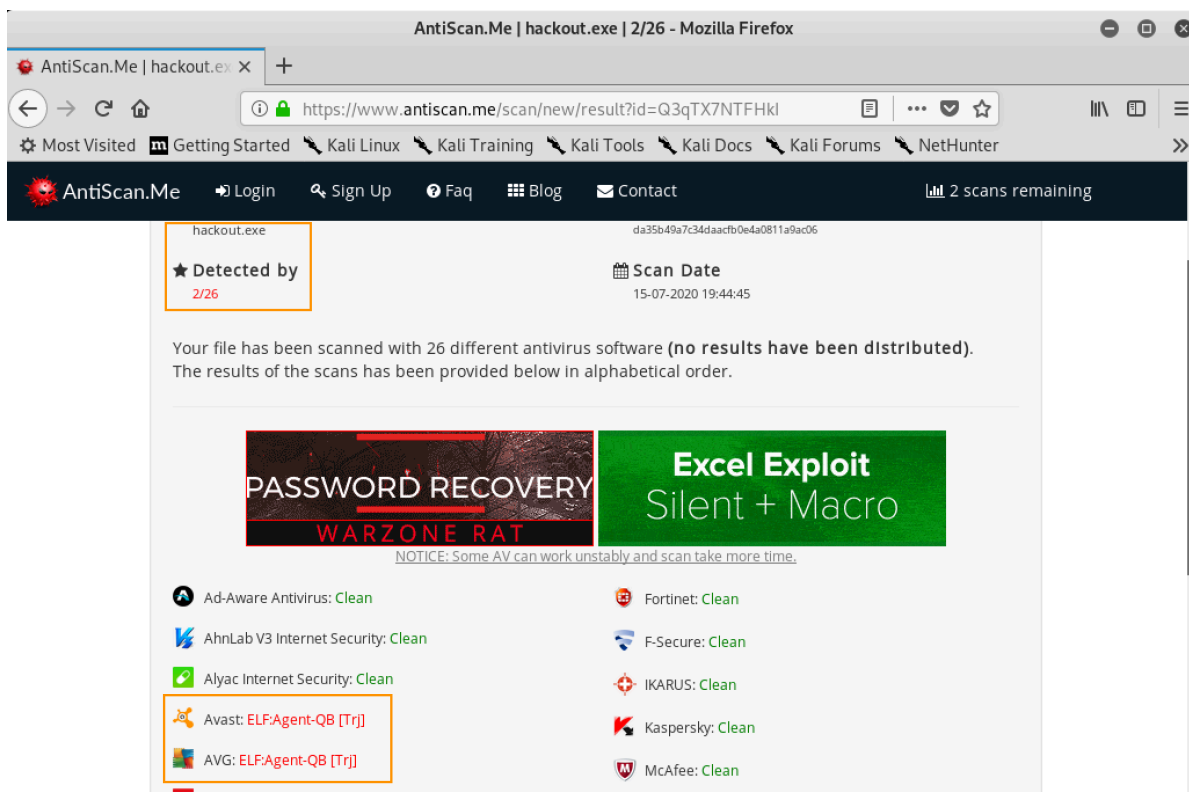 AntiScan.Me | hackout.exe | 2/26 - Mozilla Firefox
AntiScan.Me | hackout.ex
https://www.antiscan.me/scan/new/result?id=Q3qTX7NTFHkI
Most Visited Getting Started Kali Linux Kali Training Kali Tools Kali Docs Kali Forums NetHunter
AntiScan.Me Login Sign Up Faq Blog Contact 2 scans remaining
hackout.exe
da35b49a7c34daacfb0e4a0811a9ac06
Detected by
2/26
Scan Date
15-07-2020 19:44:45
Your file has been scanned with 26 different antivirus software (no results have been distributed).
The results of the scans has been provided below in alphabetical order.
PASSWORD RECOVERY
WARZONE RAT
Excel Exploit
Silent + Macro
NOTICE: Some AV can work unstably and scan take more time.
Ad-Aware Antivirus: Clean
AhnLab V3 Internet Security: Clean
Alyac Internet Security: Clean
Avast: ELF:Agent-QB [Trj]
AVG: ELF:Agent-QB [Trj]
Fortinet: Clean
F-Secure: Clean
IKARUS: Clean
Kaspersky: Clean
McAfee: Clean